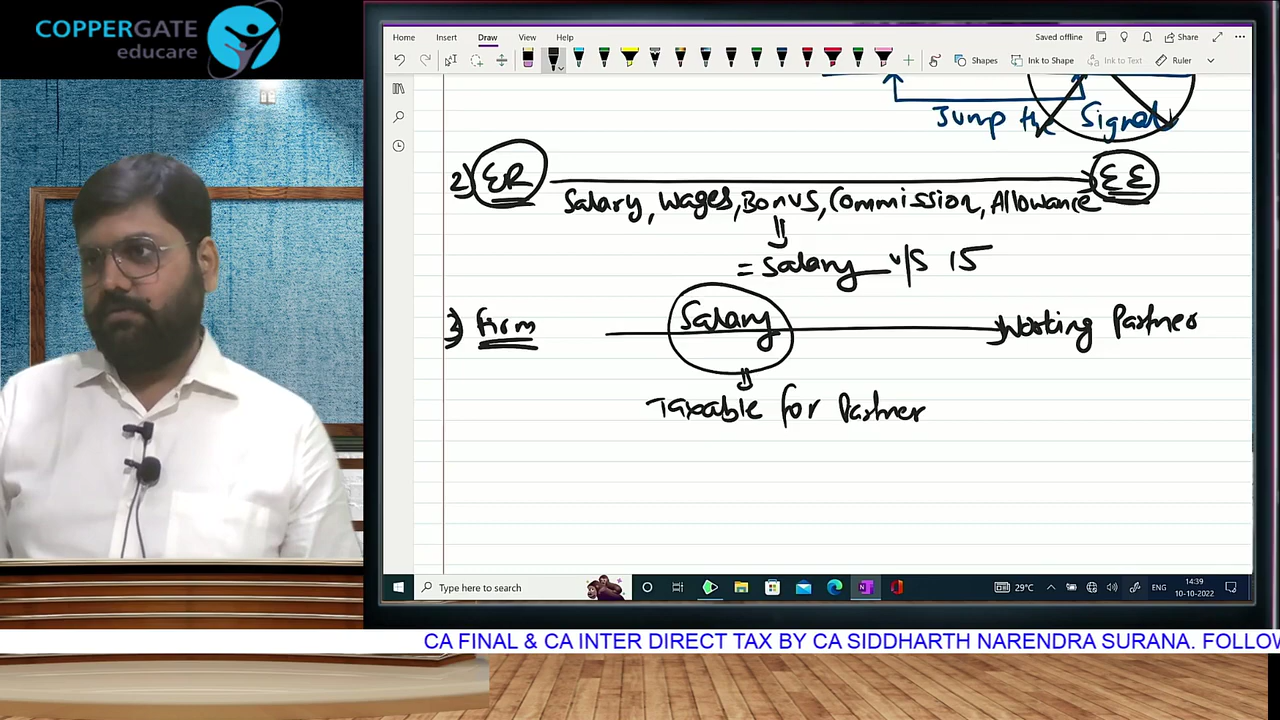 COPPERGATE
educare
Home Insert Draw View Help
Saved offline
Share
Shapes
Ink to Shape
Ink to Text
Ruler
Jump the Signal
2) ER EE
Salary, Wages, Bonus, Commission, Allowance
= Salary u/s 15
3) firm Salary Working Partner
Taxable for Partner
Type here to search
29°C
ENG
14:39
10-10-2022
CA FINAL & CA INTER DIRECT TAX BY CA SIDDHARTH NARENDRA SURANA. FOLLOW